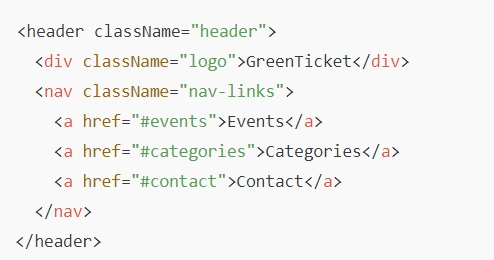 <header className="header">
  <div className="logo">GreenTicket</div>
  <nav className="nav-links">
    <a href="#events">Events</a>
    <a href="#categories">Categories</a>
    <a href="#contact">Contact</a>
  </nav>
</header>